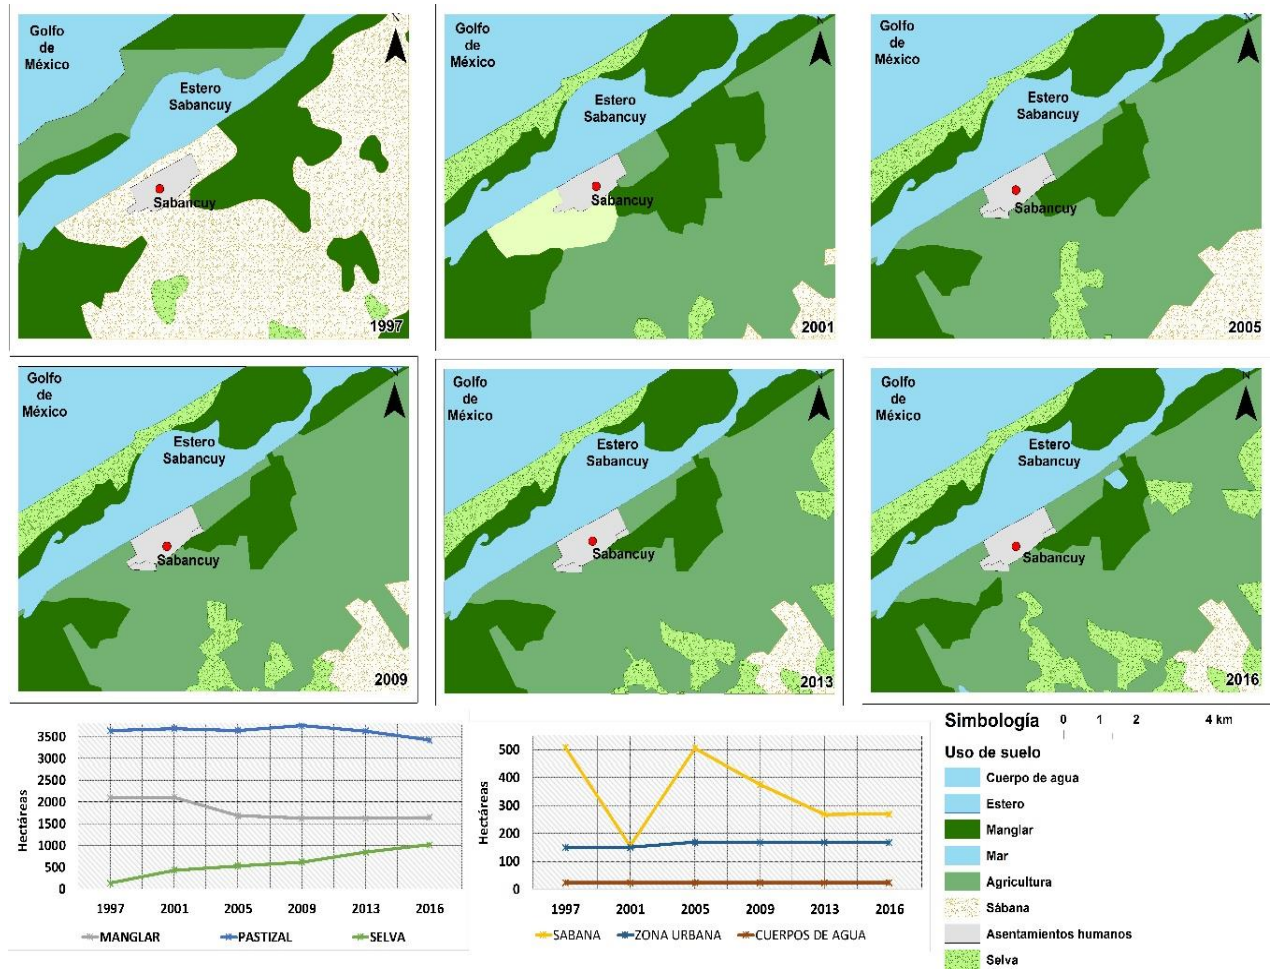 Golfo
de
México
N
Estero
Sabancuy
Sabancuy
1997
Golfo
de
México
N
Estero
Sabancuy
Sabancuy
2001
Golfo
de
México
N
Estero
Sabancuy
Sabancuy
2005
Golfo
de
México
N
Estero
Sabancuy
Sabancuy
2009
Golfo
de
México
N
Estero
Sabancuy
Sabancuy
2013
Golfo
de
México
N
Estero
Sabancuy
Sabancuy
2016
Hectáreas
3500
3000
2500
2000
1500
1000
500
0
1997 2001 2005 2009 2013 2016
MANGLAR PASTIZAL SELVA
Hectáreas
500
400
300
200
100
0
1997 2001 2005 2009 2013 2016
SABANA ZONA URBANA CUERPOS DE AGUA
Simbología 0 1 2 4 km
Uso de suelo
Cuerpo de agua
Estero
Manglar
Mar
Agricultura
Sábana
Asentamientos humanos
Selva